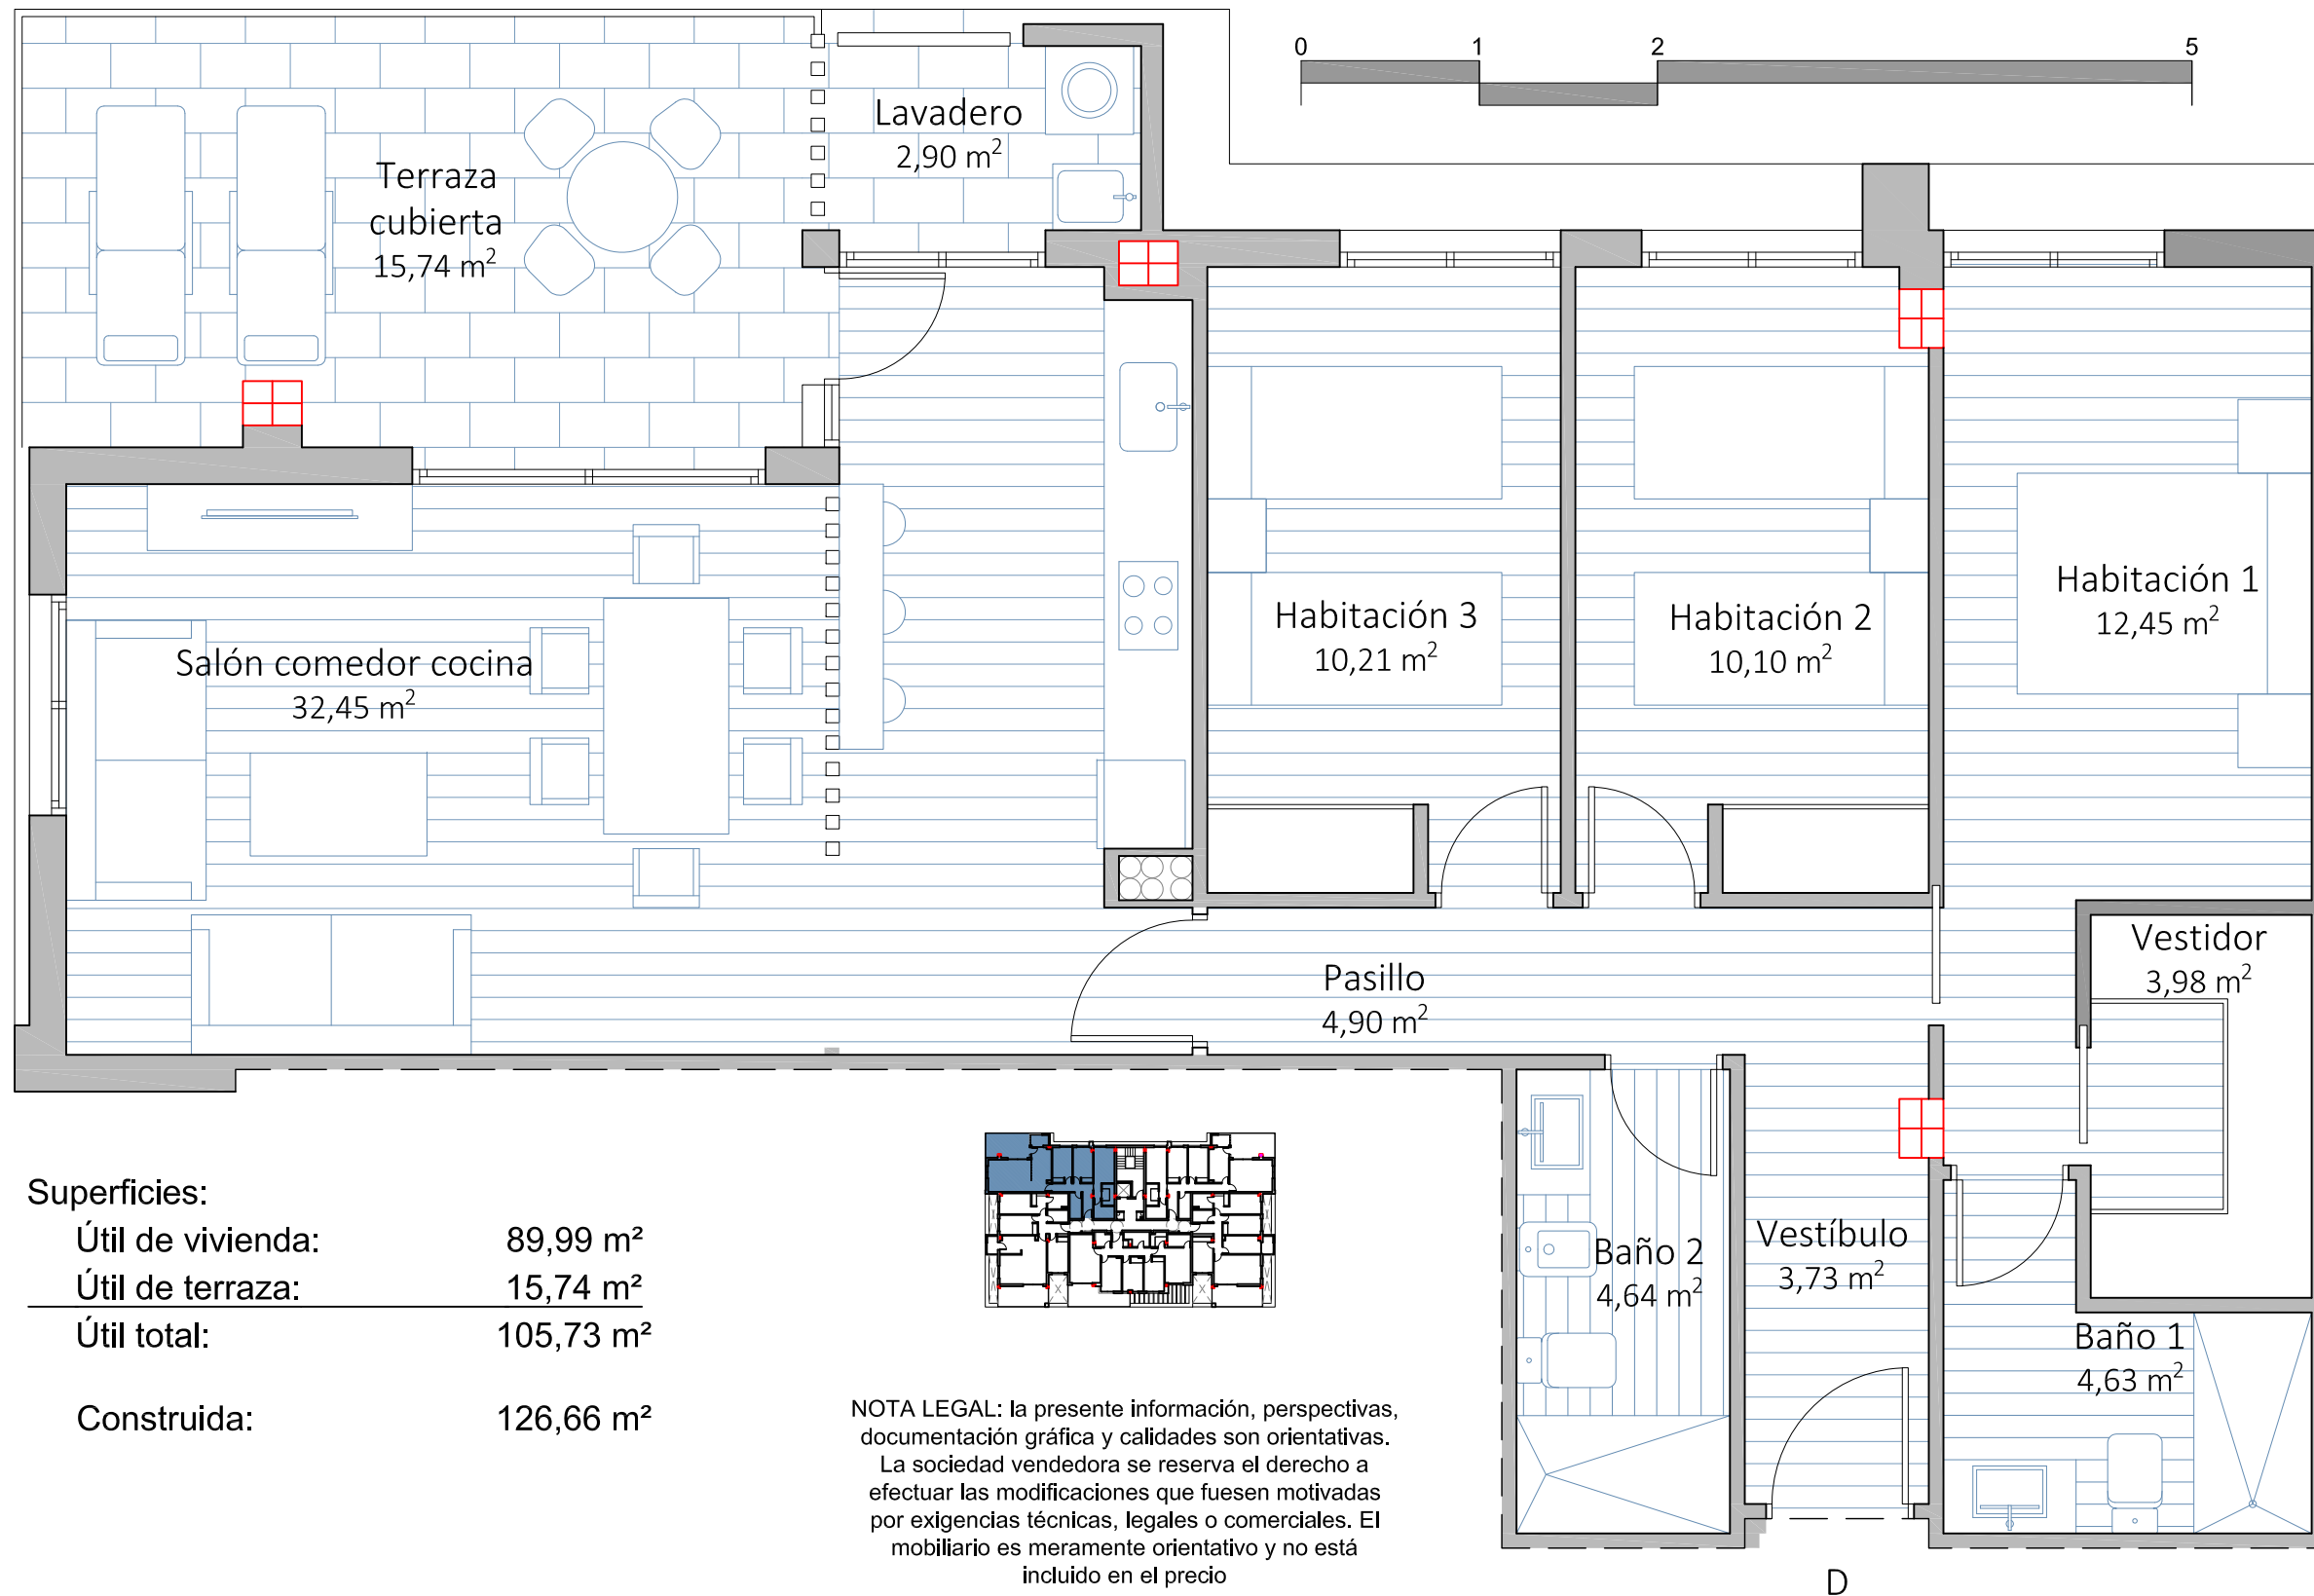 0 1 2 5
Lavadero
2,90 m²
Terraza
cubierta
15,74 m²
Habitación 1
12,45 m²
Habitación 3
10,21 m²
Habitación 2
10,10 m²
Salón comedor cocina
32,45 m²
Vestidor
3,98 m²
Pasillo
4,90 m²
Baño 2
4,64 m²
Vestíbulo
3,73 m²
Baño 1
4,63 m²
Superficies:
Útil de vivienda: 89,99 m²
Útil de terraza: 15,74 m²
Útil total: 105,73 m²
Construida: 126,66 m²
NOTA LEGAL: la presente información, perspectivas,
documentación gráfica y calidades son orientativas.
La sociedad vendedora se reserva el derecho a
efectuar las modificaciones que fuesen motivadas
por exigencias técnicas, legales o comerciales. El
mobiliario es meramente orientativo y no está
incluido en el precio
D